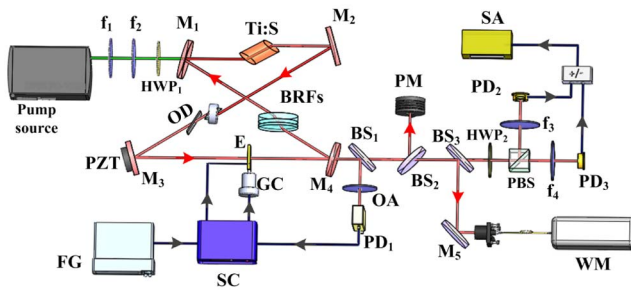 f₁
f₂
HWP₁
M₁
Ti:S
M₂
SA
Pump
source
OD
BRFs
PM
PD₂
+/-
f₃
PZT
M₃
E
GC
M₄
BS₁
OA
BS₂
BS₃
HWP₂
PBS
f₄
PD₃
FG
SC
PD₁
M₅
WM